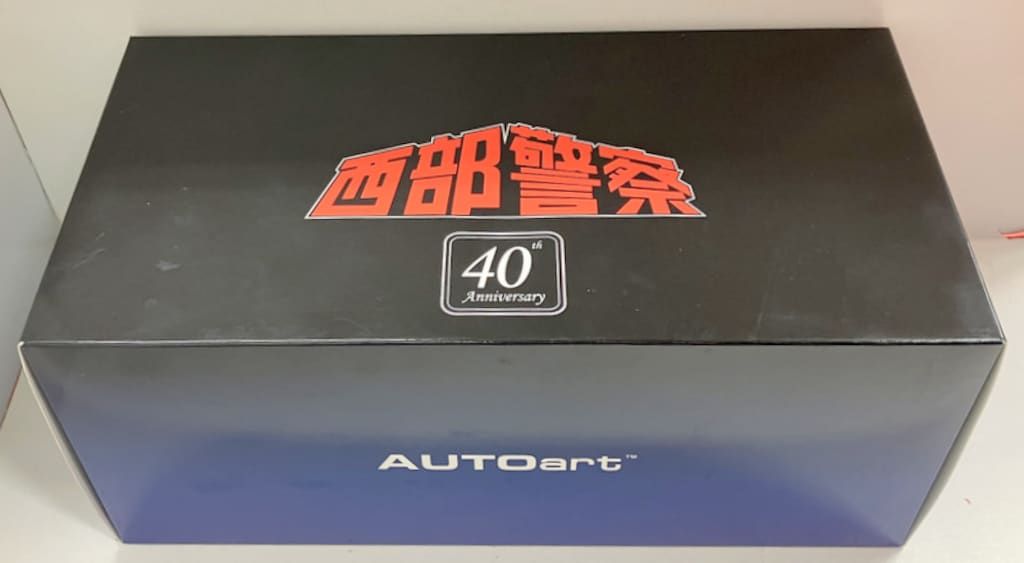 西部警察
40th
Anniversary
AUTOart™